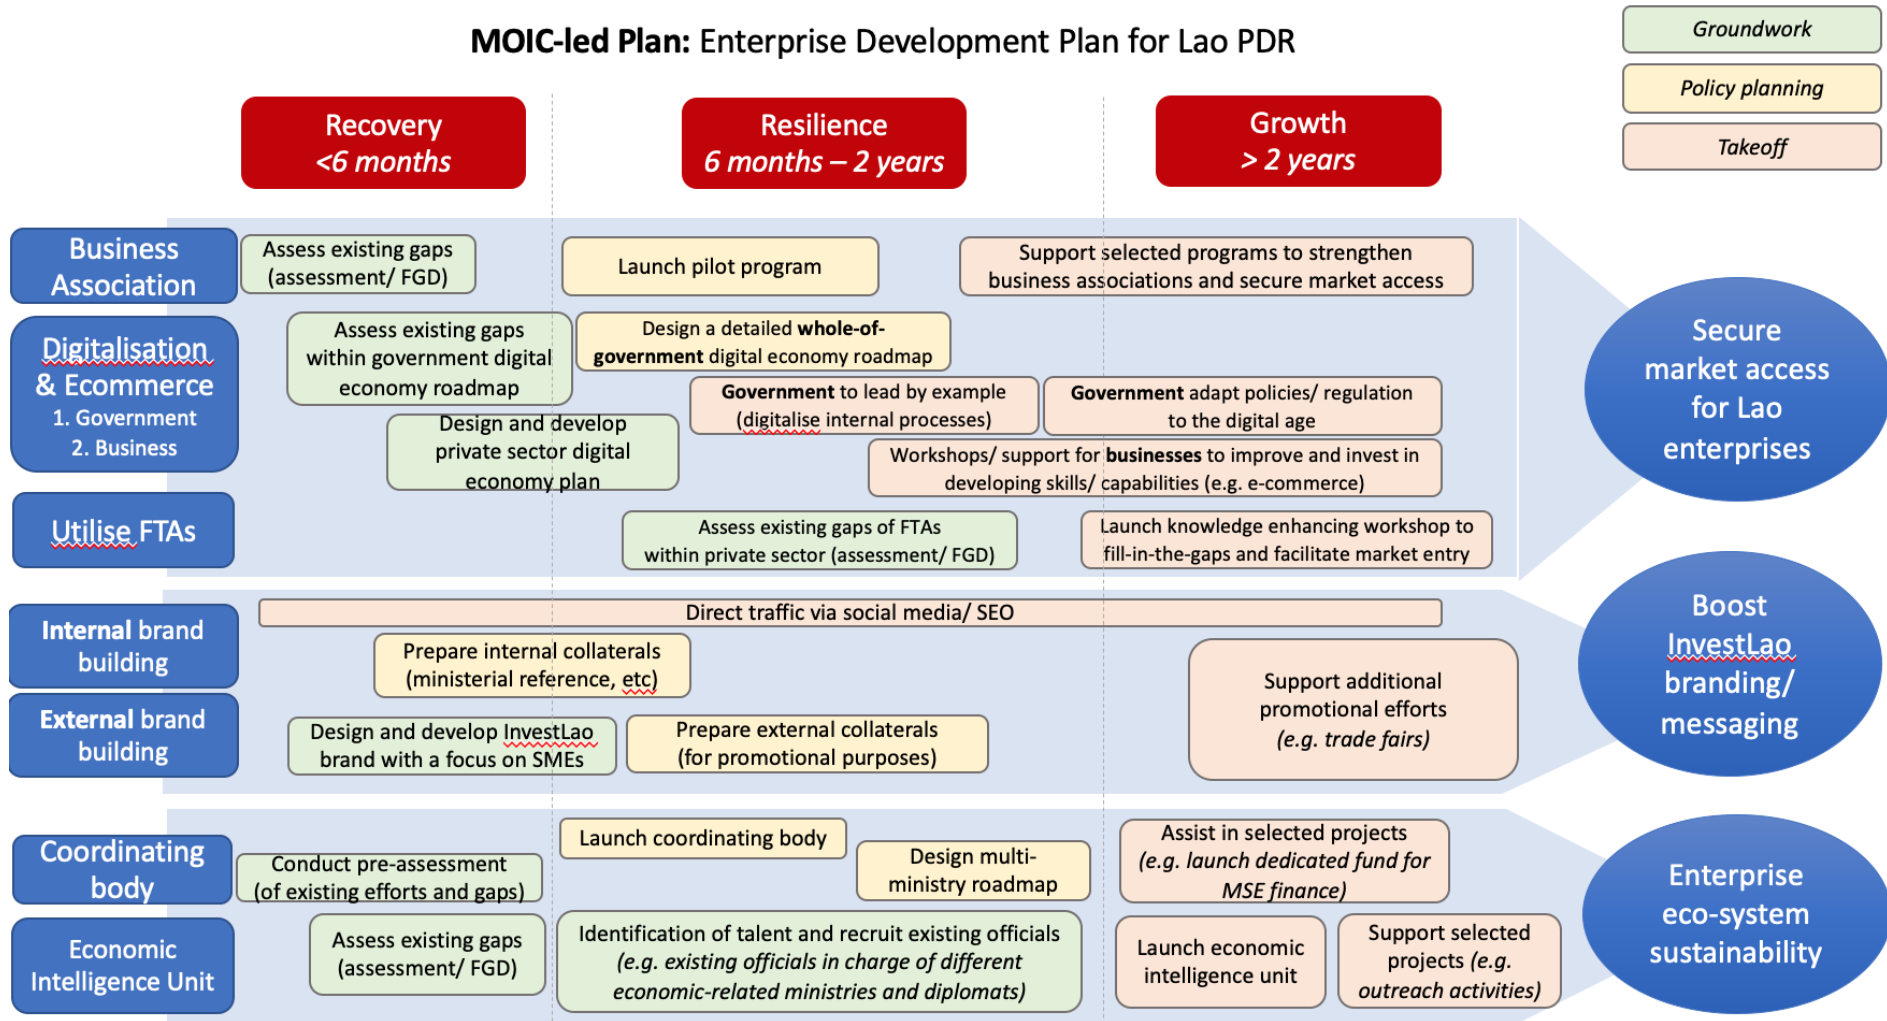 MOIC-led Plan: Enterprise Development Plan for Lao PDR
Groundwork
Policy planning
Takeoff
Recovery
<6 months
Resilience
6 months – 2 years
Growth
> 2 years
Business
Association
Assess existing gaps
(assessment/ FGD)
Launch pilot program
Support selected programs to strengthen
business associations and secure market access
Digitalisation
& Ecommerce
1. Government
2. Business
Assess existing gaps
within government digital
economy roadmap
Design a detailed whole-of-
government digital economy roadmap
Government to lead by example
(digitalise internal processes)
Government adapt policies/ regulation
to the digital age
Design and develop
private sector digital
economy plan
Workshops/ support for businesses to improve and invest in
developing skills/ capabilities (e.g. e-commerce)
Utilise FTAs
Assess existing gaps of FTAs
within private sector (assessment/ FGD)
Launch knowledge enhancing workshop to
fill-in-the-gaps and facilitate market entry
Secure
market access
for Lao
enterprises
Internal brand
building
Direct traffic via social media/ SEO
Prepare internal collaterals
(ministerial reference, etc)
External brand
building
Design and develop InvestLao
brand with a focus on SMEs
Prepare external collaterals
(for promotional purposes)
Support additional
promotional efforts
(e.g. trade fairs)
Boost
InvestLao
branding/
messaging
Coordinating
body
Conduct pre-assessment
(of existing efforts and gaps)
Launch coordinating body
Design multi-
ministry roadmap
Assist in selected projects
(e.g. launch dedicated fund for
MSE finance)
Economic
Intelligence Unit
Assess existing gaps
(assessment/ FGD)
Identification of talent and recruit existing officials
(e.g. existing officials in charge of different
economic-related ministries and diplomats)
Launch economic
intelligence unit
Support selected
projects (e.g.
outreach activities)
Enterprise
eco-system
sustainability